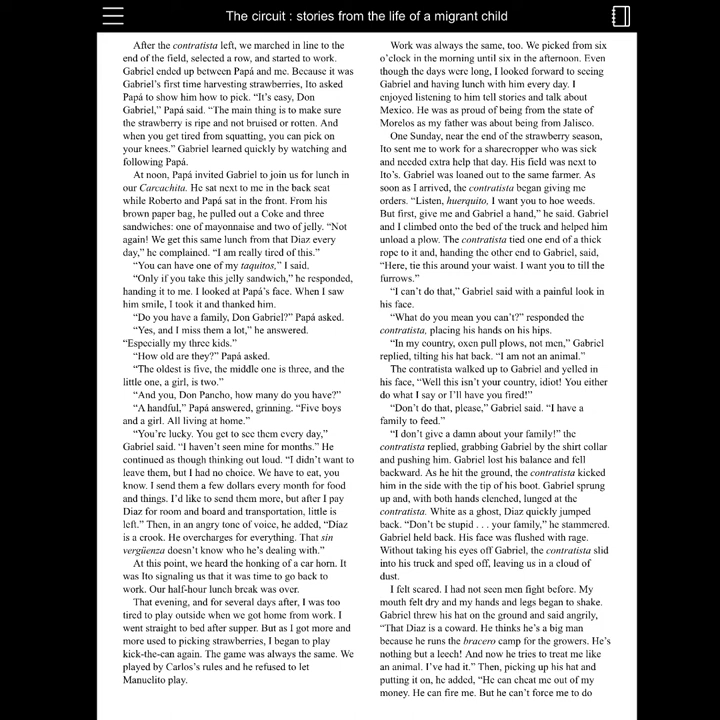 The circuit : stories from the life of a migrant child
After the contratista left, we marched in line to the
end of the field, selected a row, and started to work.
Gabriel ended up between Papá and me. Because it was
Gabriel's first time harvesting strawberries, Ito asked
Papá to show him how to pick. “It's easy, Don
Gabriel,” Papá said. “The main thing is to make sure
the strawberry is ripe and not bruised or rotten. And
when you get tired from squatting, you can pick on
your knees.” Gabriel learned quickly by watching and
following Papá.
At noon, Papá invited Gabriel to join us for lunch in
our Carcachita. He sat next to me in the back seat
while Roberto and Papá sat in the front. From his
brown paper bag, he pulled out a Coke and three
sandwiches: one of mayonnaise and two of jelly. “Not
again! We get this same lunch from that Diaz every
day,” he complained. “I am really tired of this.”
“You can have one of my taquitos,” I said.
“Only if you take this jelly sandwich,” he responded,
handing it to me. I looked at Papá's face. When I saw
him smile, I took it and thanked him.
“Do you have a family, Don Gabriel?” Papá asked.
“Yes, and I miss them a lot,” he answered.
“Especially my three kids.”
“How old are they?” Papá asked.
“The oldest is five, the middle one is three, and the
little one, a girl, is two.”
“And you, Don Pancho, how many do you have?”
“A handful,” Papá answered, grinning. “Five boys
and a girl. All living at home.”
“You're lucky. You get to see them every day,”
Gabriel said. “I haven't seen mine for months.” He
continued as though thinking out loud. “I didn't want to
leave them, but I had no choice. We have to eat, you
know. I send them a few dollars every month for food
and things. I'd like to send them more, but after I pay
Diaz for room and board and transportation, little is
left.” Then, in an angry tone of voice, he added, “Diaz
is a crook. He overcharges for everything. That sin
vergüenza doesn't know who he's dealing with.”
At this point, we heard the honking of a car horn. It
was Ito signaling us that it was time to go back to
work. Our half-hour lunch break was over.
That evening, and for several days after, I was too
tired to play outside when we got home from work. I
went straight to bed after supper. But as I got more and
more used to picking strawberries, I began to play
kick-the-can again. The game was always the same. We
played by Carlos's rules and he refused to let
Manuelito play.
Work was always the same, too. We picked from six
o'clock in the morning until six in the afternoon. Even
though the days were long, I looked forward to seeing
Gabriel and having lunch with him every day. I
enjoyed listening to him tell stories and talk about
Mexico. He was as proud of being from the state of
Morelos as my father was about being from Jalisco.
One Sunday, near the end of the strawberry season,
Ito sent me to work for a sharecropper who was sick
and needed extra help that day. His field was next to
Ito's. Gabriel was loaned out to the same farmer. As
soon as I arrived, the contratista began giving me
orders. “Listen, huerquito, I want you to hoe weeds.
But first, give me and Gabriel a hand,” he said. Gabriel
and I climbed onto the bed of the truck and helped him
unload a plow. The contratista tied one end of a thick
rope to it and, handing the other end to Gabriel, said,
“Here, tie this around your waist. I want you to till the
furrows.”
“I can't do that,” Gabriel said with a painful look in
his face.
“What do you mean you can't?” responded the
contratista, placing his hands on his hips.
“In my country, oxen pull plows, not men,” Gabriel
replied, tilting his hat back. “I am not an animal.”
The contratista walked up to Gabriel and yelled in
his face, “Well this isn't your country, idiot! You either
do what I say or I'll have you fired!”
“Don't do that, please,” Gabriel said. “I have a
family to feed.”
“I don't give a damn about your family!” the
contratista replied, grabbing Gabriel by the shirt collar
and pushing him. Gabriel lost his balance and fell
backward. As he hit the ground, the contratista kicked
him in the side with the tip of his boot. Gabriel sprung
up and, with both hands clenched, lunged at the
contratista. White as a ghost, Diaz quickly jumped
back. “Don't be stupid . . . your family,” he stammered.
Gabriel held back. His face was flushed with rage.
Without taking his eyes off Gabriel, the contratista slid
into his truck and sped off, leaving us in a cloud of
dust.
I felt scared. I had not seen men fight before. My
mouth felt dry and my hands and legs began to shake.
Gabriel threw his hat on the ground and said angrily,
“That Diaz is a coward. He thinks he's a big man
because he runs the bracero camp for the growers. He's
nothing but a leech! And now he tries to treat me like
an animal. I've had it.” Then, picking up his hat and
putting it on, he added, “He can cheat me out of my
money. He can fire me. But he can't force me to do